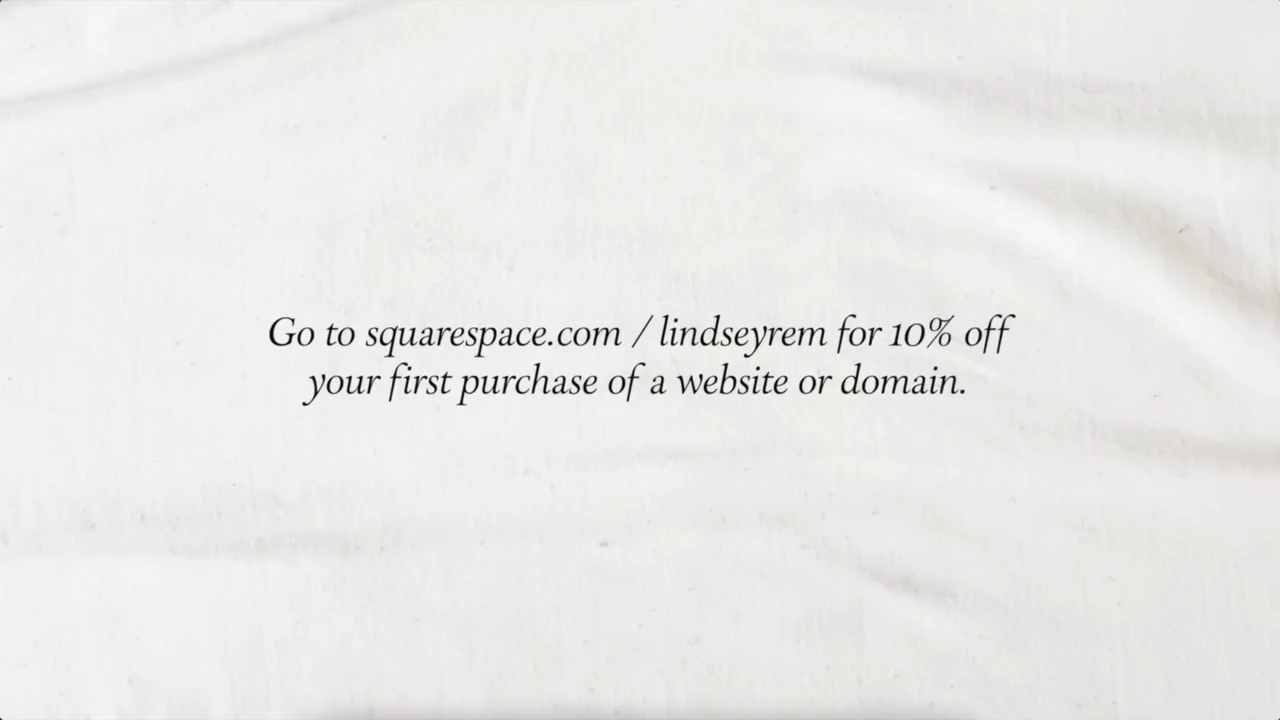 Go to squarespace.com / lindseyrem for 10% off
your first purchase of a website or domain.